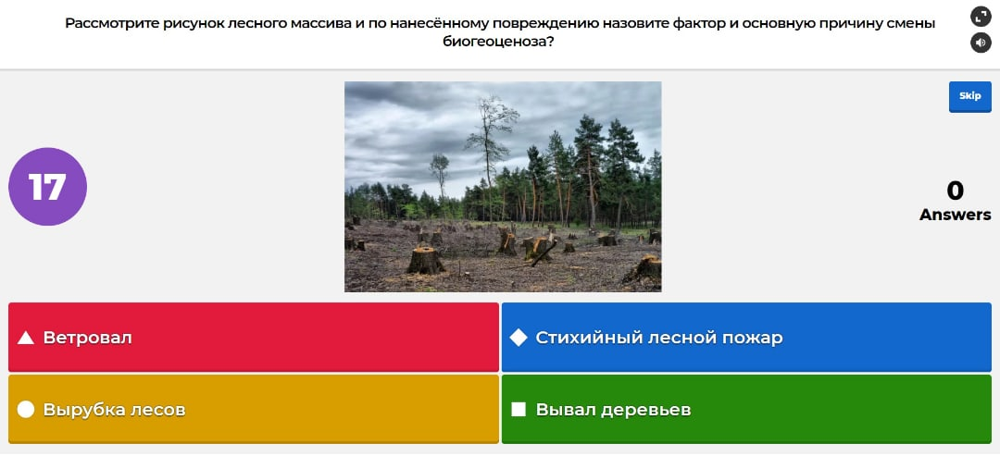 Рассмотрите рисунок лесного массива и по нанесённому повреждению назовите фактор и основную причину смены
биогеоценоза?
Skip
17
0
Answers
Ветровал
Стихийный лесной пожар
Вырубка лесов
Вывал деревьев